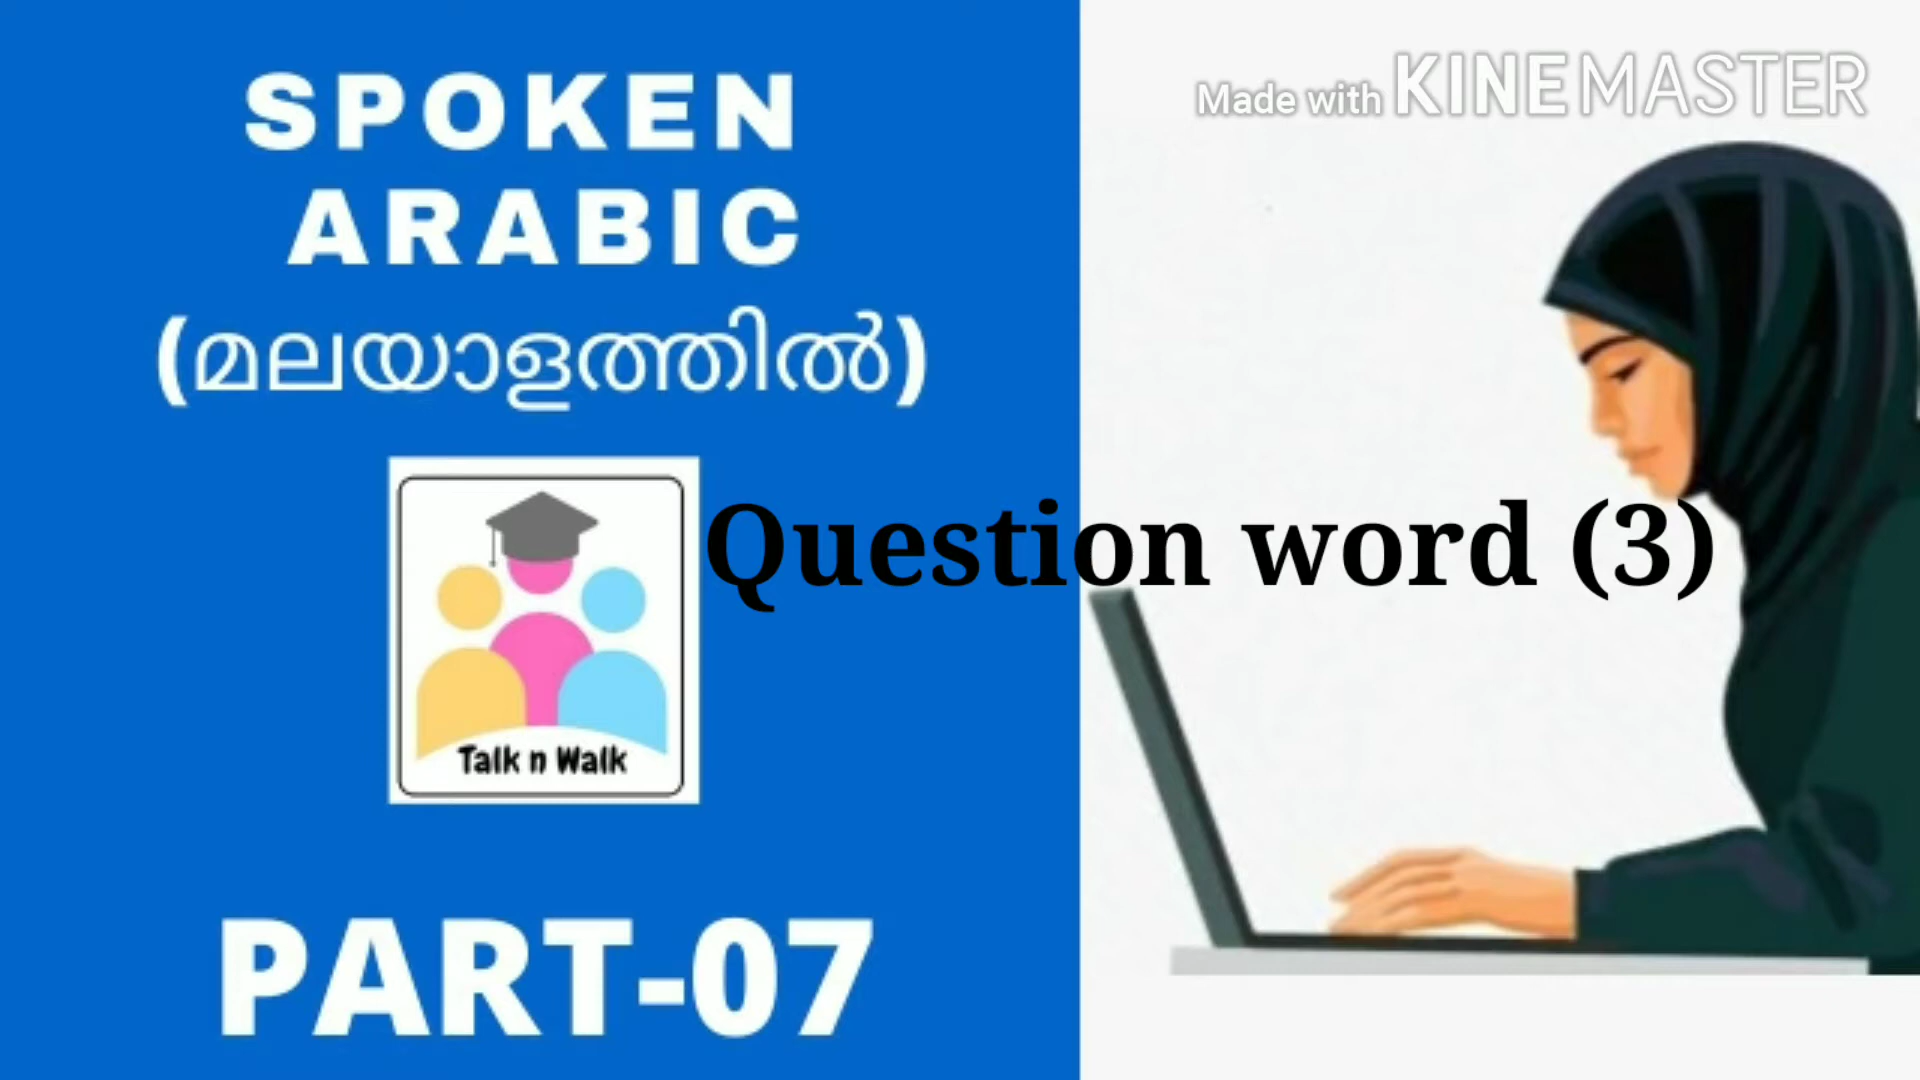 SPOKEN
ARABIC
(മലയാളത്തിൽ)
Made with KINEMASTER
Question word (3)
Talk n Walk
PART-07